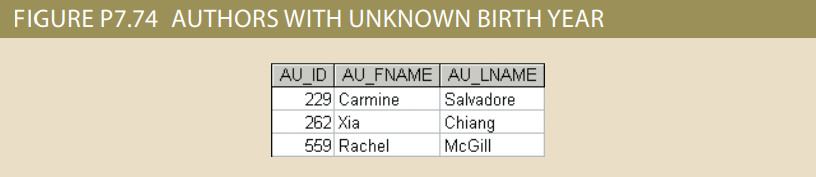 FIGURE P7.74 AUTHORS WITH UNKNOWN BIRTH YEAR
AU_ID AU_FNAME AU_LNAME
229 Carmine Salvadore
262 Xia Chiang
559 Rachel McGill